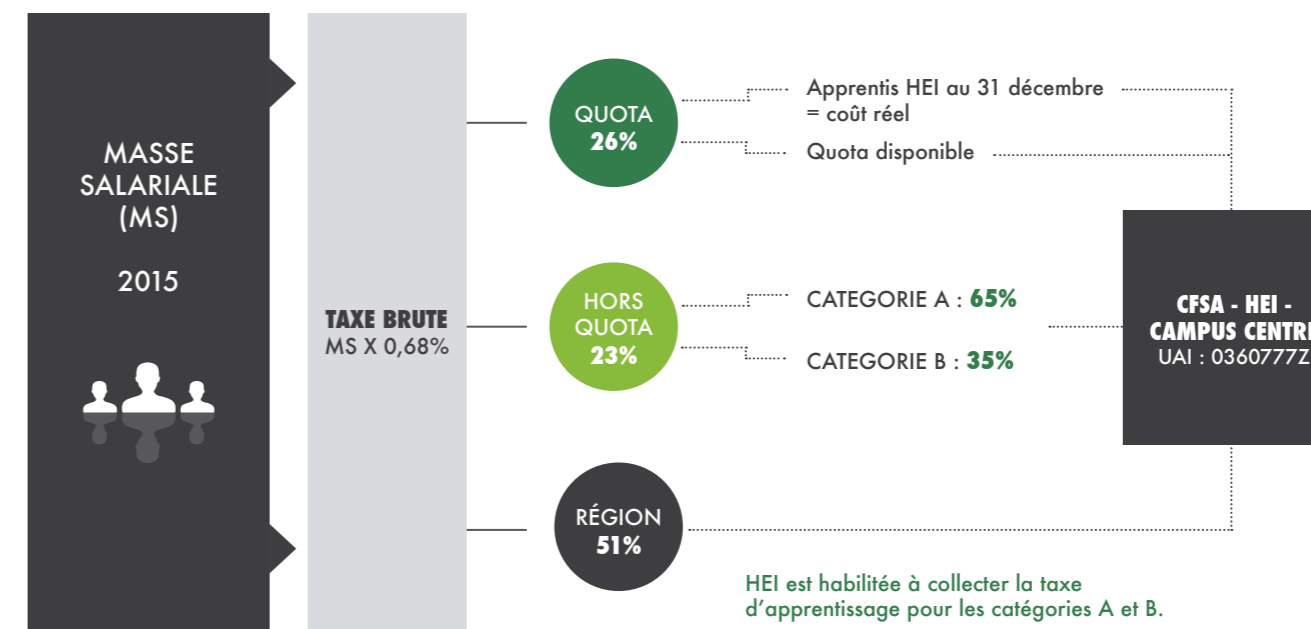 MASSE
SALARIALE
(MS)
2015
TAXE BRUTE
MS X 0,68%
QUOTA
26%
Apprentis HEI au 31 décembre
= coût réel
Quota disponible
HORS
QUOTA
23%
CATEGORIE A : 65%
CATEGORIE B : 35%
RÉGION
51%
CFSA - HEI -
CAMPUS CENTR
UAI : 0360777Z
HEI est habilitée à collecter la taxe
d’apprentissage pour les catégories A et B.